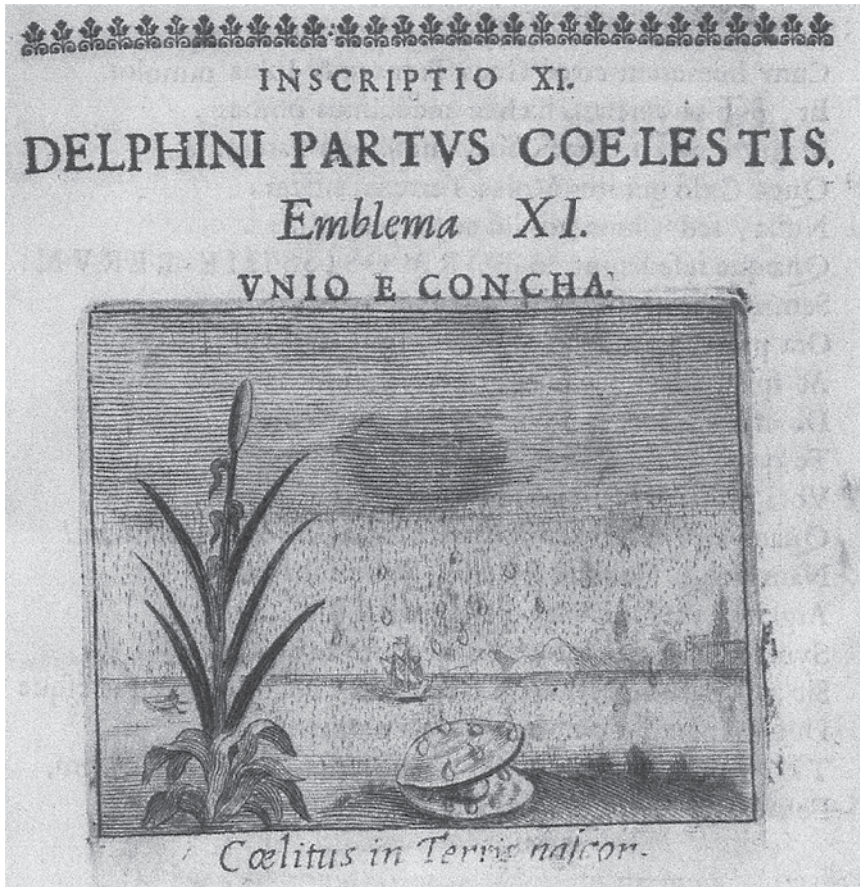 INSCRIPTIO XI.
DELPHINI PARTVS COELESTIS.
Emblema XI.
VNIO E CONCHA.
Cœlitus in Terris naſcor.